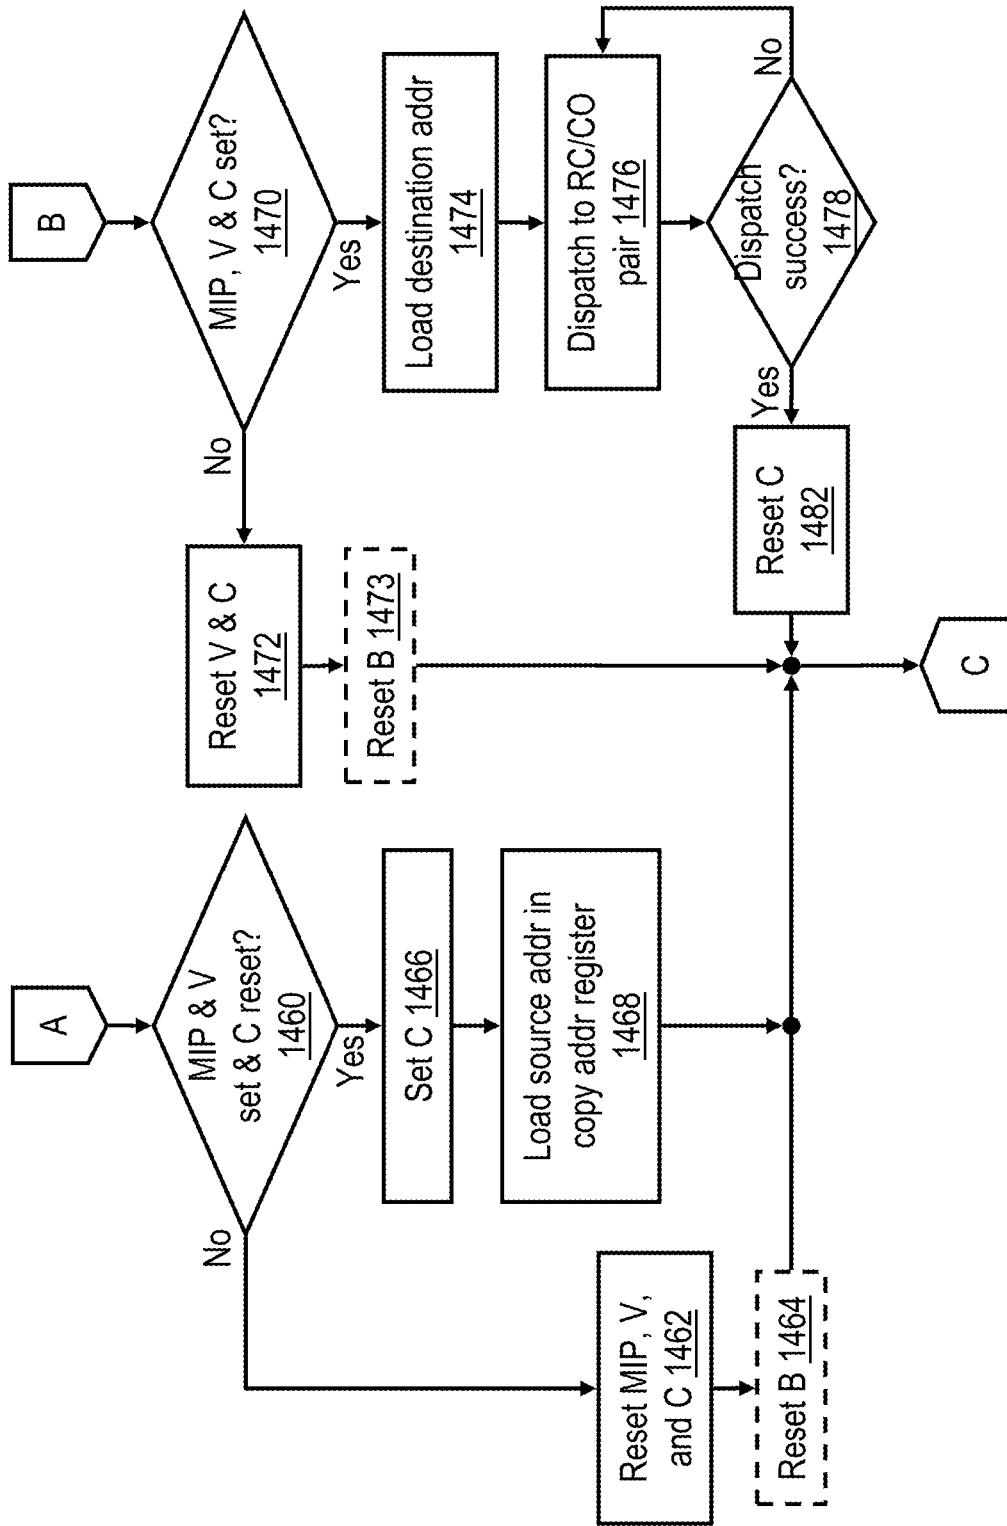 A
MIP & V
set & C reset?
1460
No
Yes
Set C 1466
Load source addr in
copy addr register
1468
Reset MIP, V,
and C 1462
Reset B 1464
B
MIP, V & C set?
1470
No
Yes
Reset V & C
1472
Reset B 1473
Load destination addr
1474
Dispatch to RC/CO
pair 1476
Dispatch
success?
1478
No
Yes
Reset C
1482
C